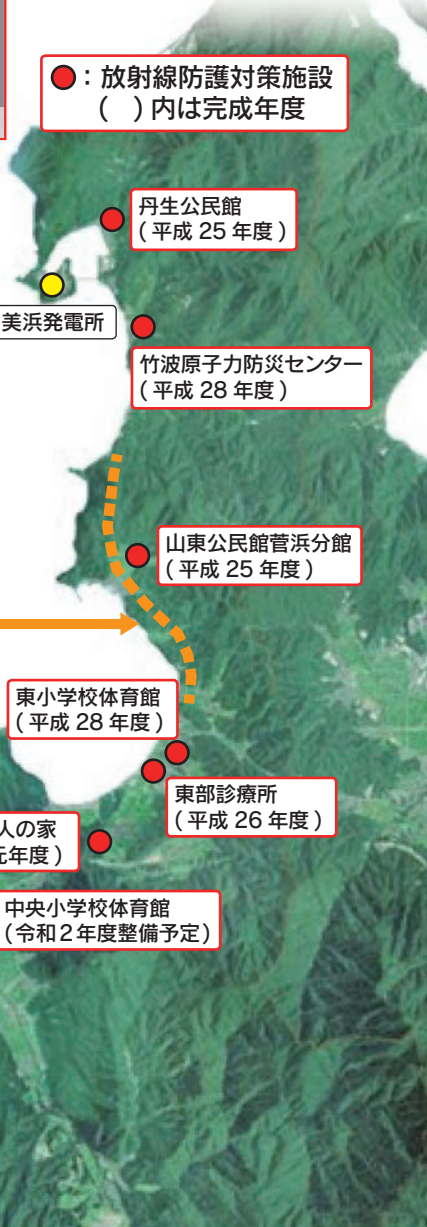 ● : 放射線防護対策施設
( ) 内は完成年度
丹生公民館
( 平成 25 年度 )
美浜発電所
竹波原子力防災センター
( 平成 28 年度 )
山東公民館菅浜分館
( 平成 25 年度 )
東小学校体育館
( 平成 28 年度 )
東部診療所
( 平成 26 年度 )
人の家
元年度 )
中央小学校体育館
(令和2年度整備予定)